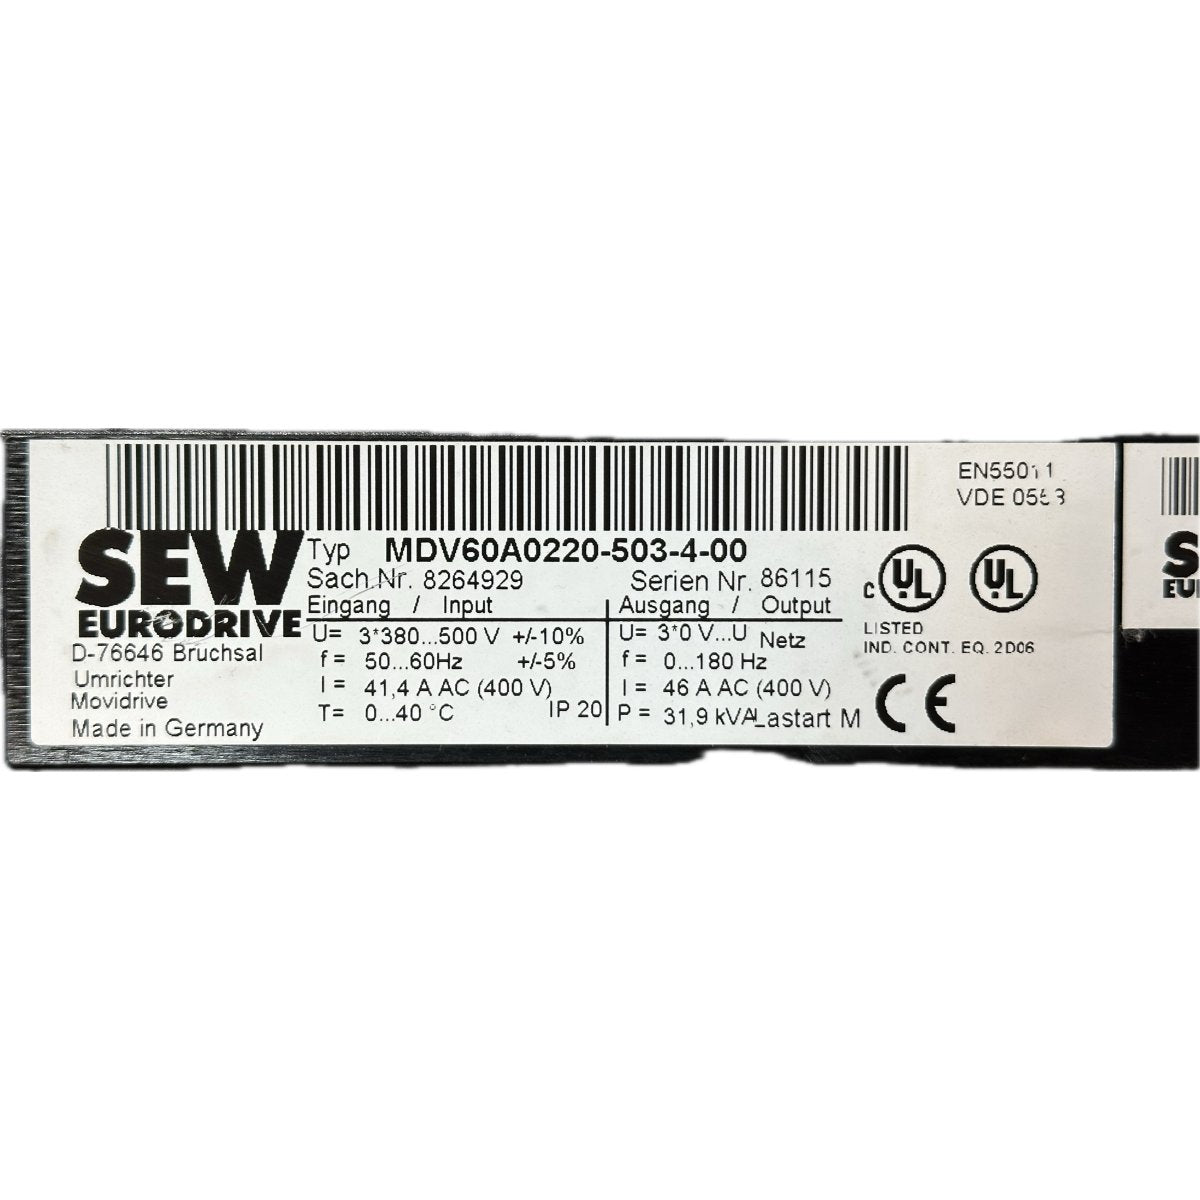 EN55011
VDE 0558
SEW
EURODRIVE
Typ MDV60A0220-503-4-00
Sach Nr. 8264929 Serien Nr. 86115
Eingang / Input Ausgang / Output
U= 3*380...500 V +/-10% U= 3*0 V...U Netz
f = 50...60Hz +/-5% f = 0...180 Hz
I = 41,4 A AC (400 V) I = 46 A AC (400 V)
T= 0...40 °C IP 20 P = 31,9 kVA Lastart M
D-76646 Bruchsal
Umrichter
Movidrive
Made in Germany
c UL UL
LISTED
IND. CONT. EQ. 2D06
CE